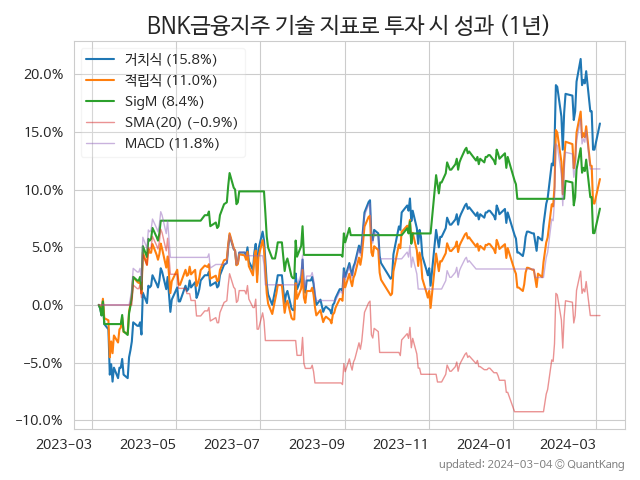 BNK금융지주 기술 지표로 투자 시 성과 (1년)
거치식 (15.8%)
적립식 (11.0%)
SigM (8.4%)
SMA(20) (−0.9%)
MACD (11.8%)
20.0%
15.0%
10.0%
5.0%
0.0%
−5.0%
−10.0%
2023-03 2023-05 2023-07 2023-09 2023-11 2024-01 2024-03
updated: 2024-03-04 © QuantKang